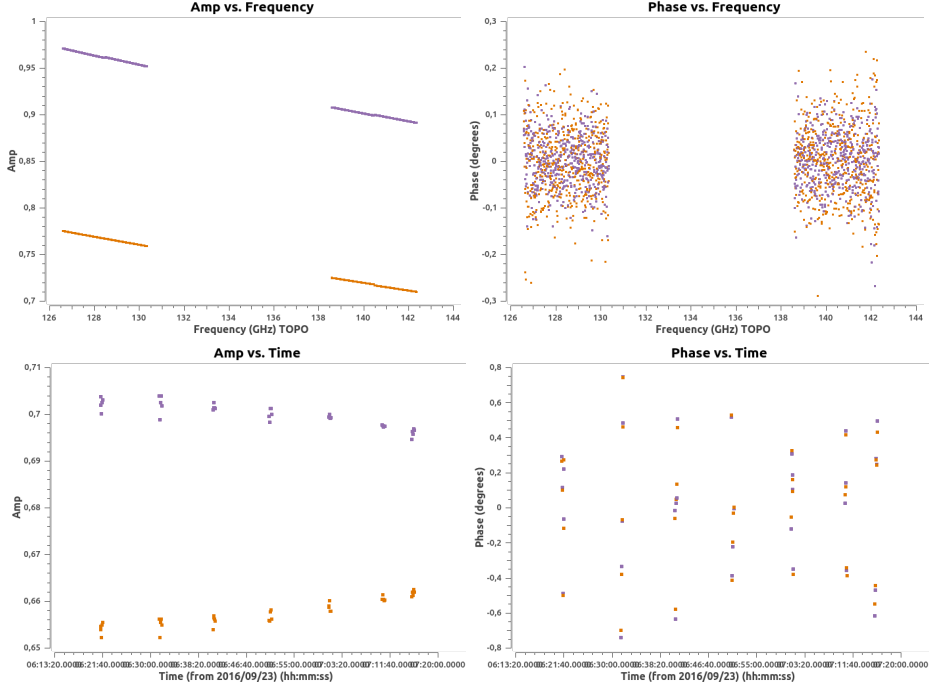 Amp vs. Frequency
1
0,95
0,9
0,85
0,8
0,75
0,7
Amp
126 128 130 132 134 136 138 140 142 144
Frequency (GHz) TOPO
Phase vs. Frequency
0,3
0,2
0,1
0
-0,1
-0,2
-0,3
Phase (degrees)
126 128 130 132 134 136 138 140 142 144
Frequency (GHz) TOPO
Amp vs. Time
0,71
0,7
0,69
0,68
0,67
0,66
0,65
Amp
06:13:20.0000 06:21:40.0000 06:30:00.0000 06:38:20.0000 06:46:40.0000 06:55:00.0000 07:03:20.0000 07:11:40.0000 07:20:00.0000
Time (from 2016/09/23) (hh:mm:ss)
Phase vs. Time
0,8
0,6
0,4
0,2
0
-0,2
-0,4
-0,6
-0,8
Phase (degrees)
06:13:20.0000 06:21:40.0000 06:30:00.0000 06:38:20.0000 06:46:40.0000 06:55:00.0000 07:03:20.0000 07:11:40.0000 07:20:00.0000
Time (from 2016/09/23) (hh:mm:ss)